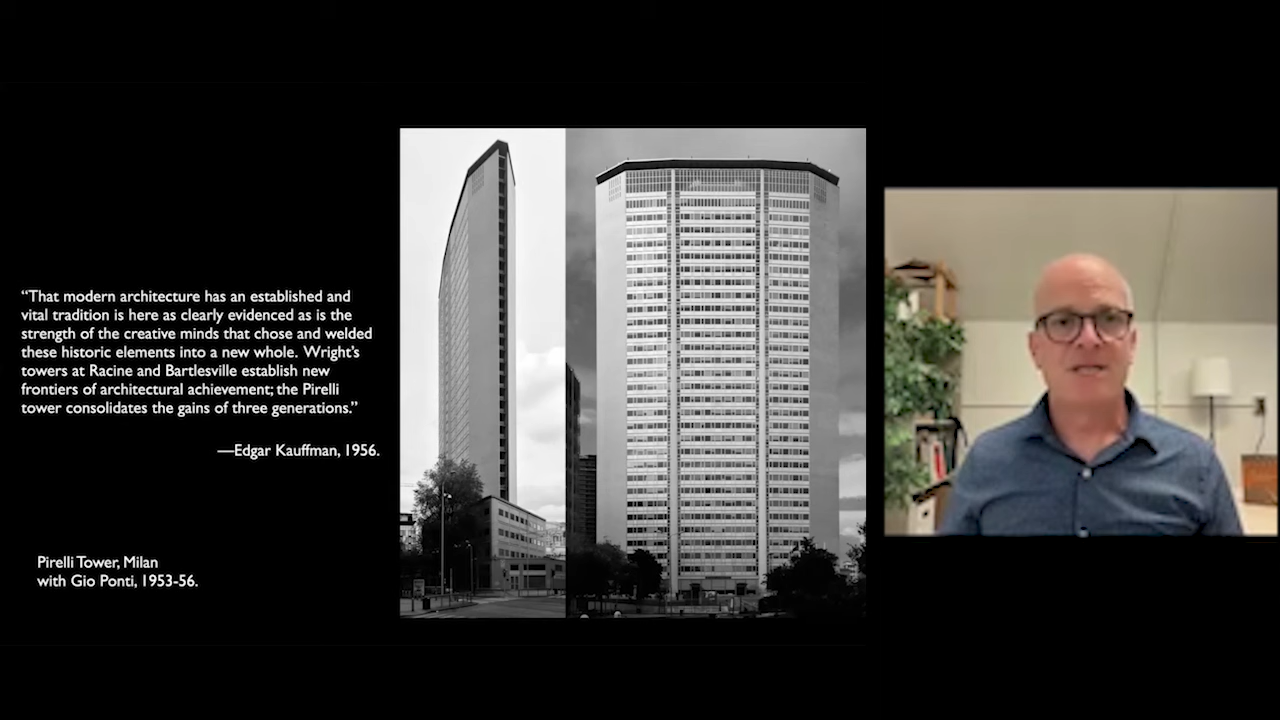 “That modern architecture has an established and
vital tradition is here as clearly evidenced as is the
strength of the creative minds that chose and welded
these historic elements into a new whole. Wright's
towers at Racine and Bartlesville establish new
frontiers of architectural achievement; the Pirelli
tower consolidates the gains of three generations.”
—Edgar Kauffman, 1956.
Pirelli Tower, Milan
with Gio Ponti, 1953-56.